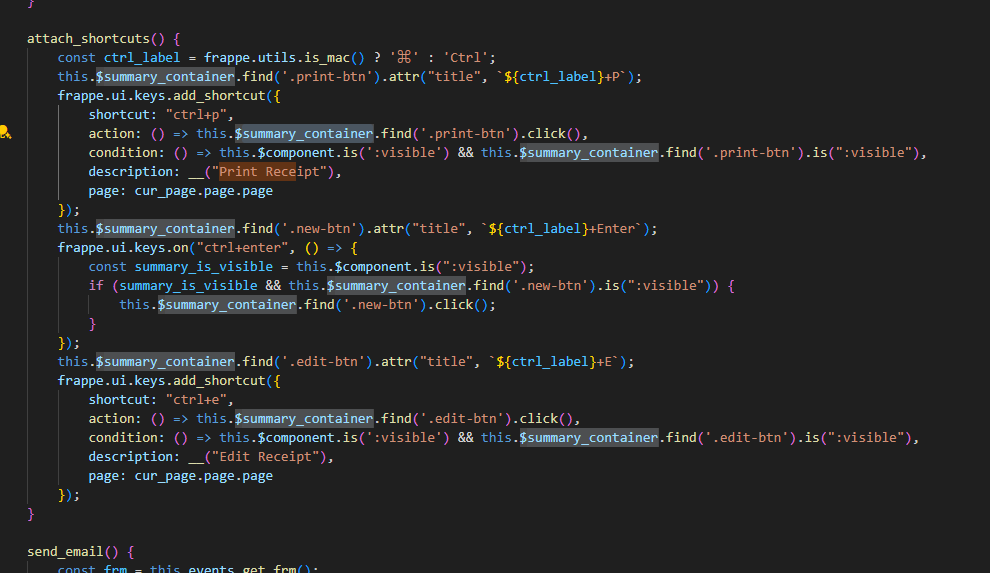 }
attach_shortcuts() {
const ctrl_label = frappe.utils.is_mac() ? '⌘' : 'Ctrl';
this.$summary_container.find('.print-btn').attr("title", `${ctrl_label}+P`);
frappe.ui.keys.add_shortcut({
shortcut: "ctrl+p",
action: () => this.$summary_container.find('.print-btn').click(),
condition: () => this.$component.is(':visible') && this.$summary_container.find('.print-btn').is(":visible"),
description: __("Print Receipt"),
page: cur_page.page.page
});
this.$summary_container.find('.new-btn').attr("title", `${ctrl_label}+Enter`);
frappe.ui.keys.on("ctrl+enter", () => {
const summary_is_visible = this.$component.is(":visible");
if (summary_is_visible && this.$summary_container.find('.new-btn').is(":visible")) {
this.$summary_container.find('.new-btn').click();
}
});
this.$summary_container.find('.edit-btn').attr("title", `${ctrl_label}+E`);
frappe.ui.keys.add_shortcut({
shortcut: "ctrl+e",
action: () => this.$summary_container.find('.edit-btn').click(),
condition: () => this.$component.is(':visible') && this.$summary_container.find('.edit-btn').is(":visible"),
description: __("Edit Receipt"),
page: cur_page.page.page
});
}
send_email() {
const frm = this.events.get_frm();